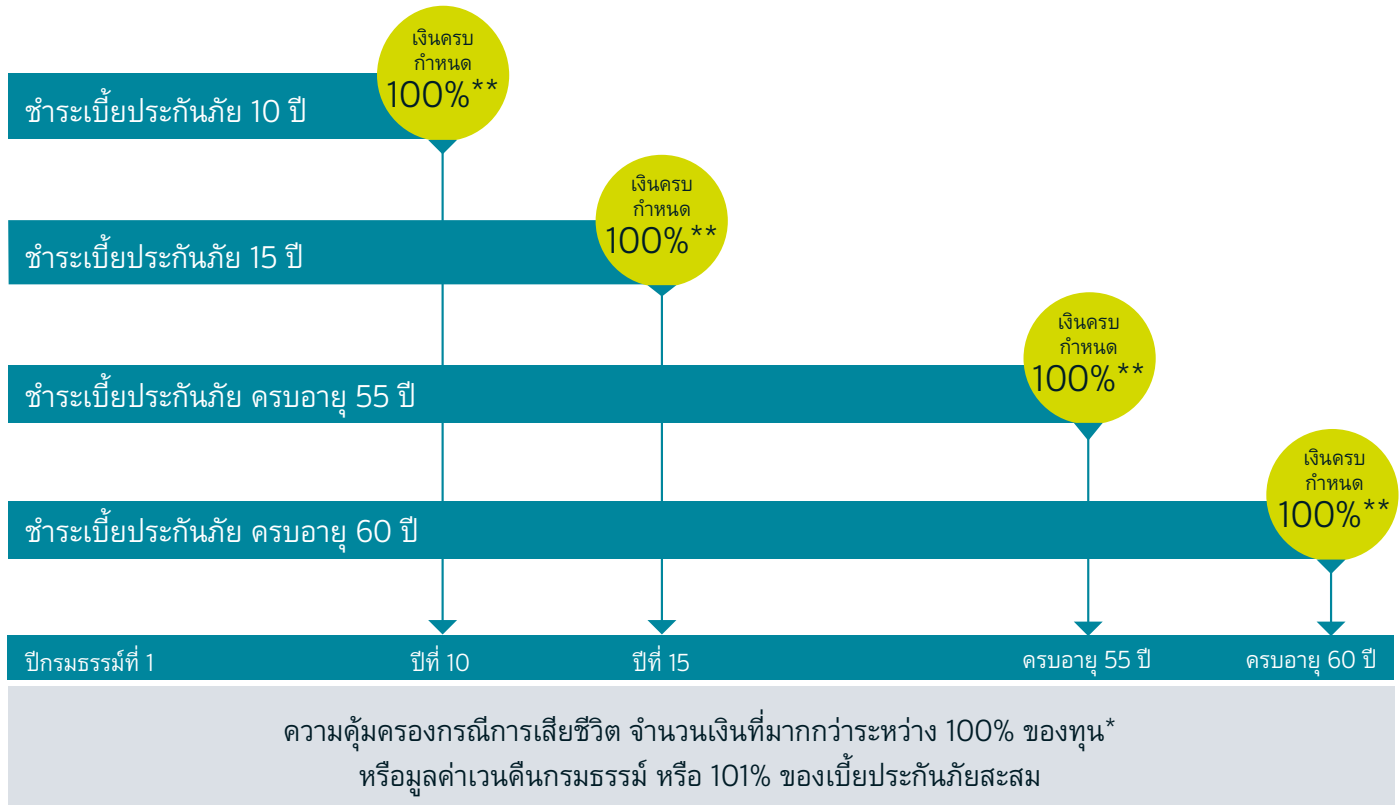 เงินครบ
กำหนด
100%**
ชำระเบี้ยประกันภัย 10 ปี
เงินครบ
กำหนด
100%**
ชำระเบี้ยประกันภัย 15 ปี
เงินครบ
กำหนด
100%**
ชำระเบี้ยประกันภัย ครบอายุ 55 ปี
เงินครบ
กำหนด
100%**
ชำระเบี้ยประกันภัย ครบอายุ 60 ปี
ปีกรมธรรม์ที่ 1 ปีที่ 10 ปีที่ 15 ครบอายุ 55 ปี ครบอายุ 60 ปี
ความคุ้มครองกรณีการเสียชีวิต จำนวนเงินที่มากกว่าระหว่าง 100% ของทุน*
หรือมูลค่าเวนคืนกรมธรรม์ หรือ 101% ของเบี้ยประกันภัยสะสม